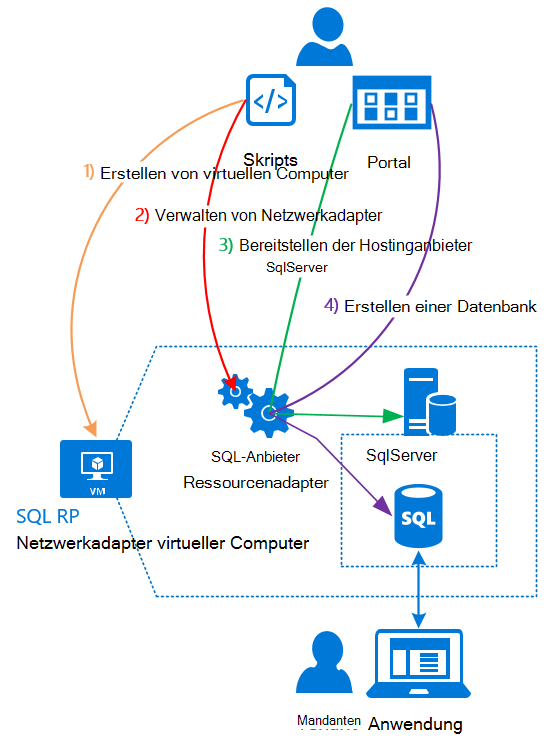 Skripts
Portal
1) Erstellen von virtuellen Computer
2) Verwalten von Netzwerkadapter
3) Bereitstellen der Hostinganbieter
SqlServer
4) Erstellen einer Datenbank
SQL-Anbieter
Ressourcenadapter
SqlServer
VM
SQL
SQL RP
Netzwerkadapter virtueller Computer
Mandanten
Anwendung